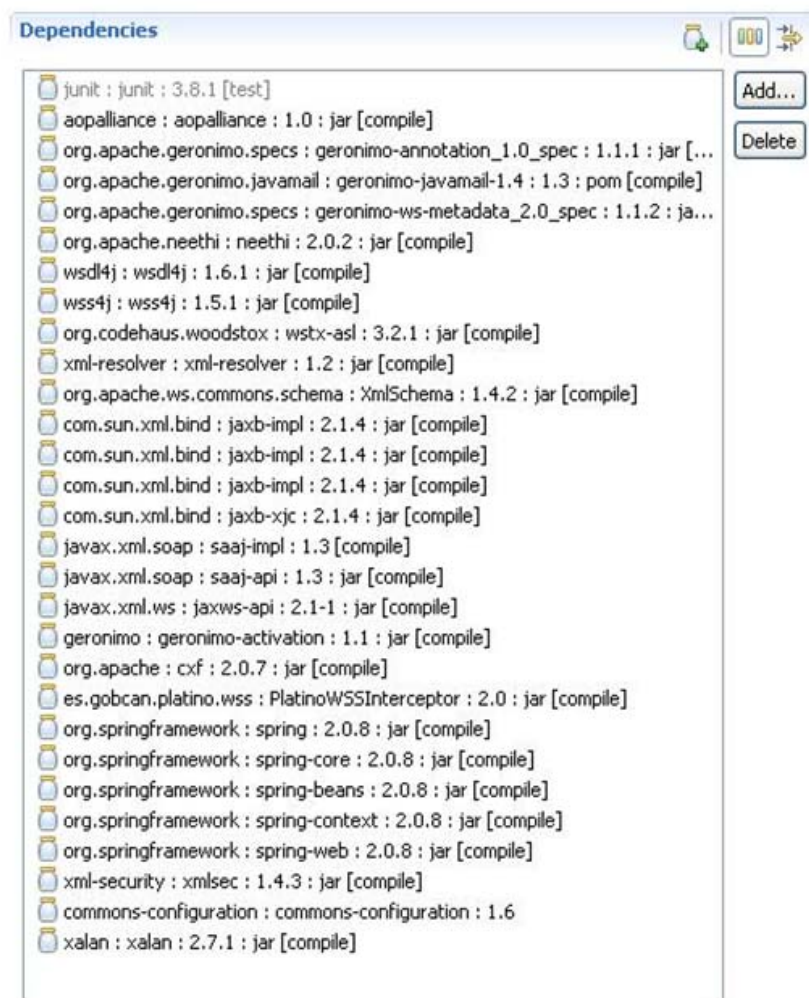 Dependencies
junit : junit : 3.8.1 [test]
Add...
aopalliance : aopalliance : 1.0 : jar [compile]
org.apache.geronimo.specs : geronimo-annotation_1.0_spec : 1.1.1 : jar [...
Delete
org.apache.geronimo.javamail : geronimo-javamail-1.4 : 1.3 : pom [compile]
org.apache.geronimo.specs : geronimo-ws-metadata_2.0_spec : 1.1.2 : ja...
org.apache.neethi : neethi : 2.0.2 : jar [compile]
wsdl4j : wsdl4j : 1.6.1 : jar [compile]
wss4j : wss4j : 1.5.1 : jar [compile]
org.codehaus.woodstox : wstx-asl : 3.2.1 : jar [compile]
xml-resolver : xml-resolver : 1.2 : jar [compile]
org.apache.ws.commons.schema : XmlSchema : 1.4.2 : jar [compile]
com.sun.xml.bind : jaxb-impl : 2.1.4 : jar [compile]
com.sun.xml.bind : jaxb-impl : 2.1.4 : jar [compile]
com.sun.xml.bind : jaxb-impl : 2.1.4 : jar [compile]
com.sun.xml.bind : jaxb-xjc : 2.1.4 : jar [compile]
javax.xml.soap : saaj-impl : 1.3 [compile]
javax.xml.soap : saaj-api : 1.3 : jar [compile]
javax.xml.ws : jaxws-api : 2.1-1 : jar [compile]
geronimo : geronimo-activation : 1.1 : jar [compile]
org.apache : cxf : 2.0.7 : jar [compile]
es.gobcan.platino.wss : PlatinoWSSInterceptor : 2.0 : jar [compile]
org.springframework : spring : 2.0.8 : jar [compile]
org.springframework : spring-core : 2.0.8 : jar [compile]
org.springframework : spring-beans : 2.0.8 : jar [compile]
org.springframework : spring-context : 2.0.8 : jar [compile]
org.springframework : spring-web : 2.0.8 : jar [compile]
xml-security : xmlsec : 1.4.3 : jar [compile]
commons-configuration : commons-configuration : 1.6
xalan : xalan : 2.7.1 : jar [compile]